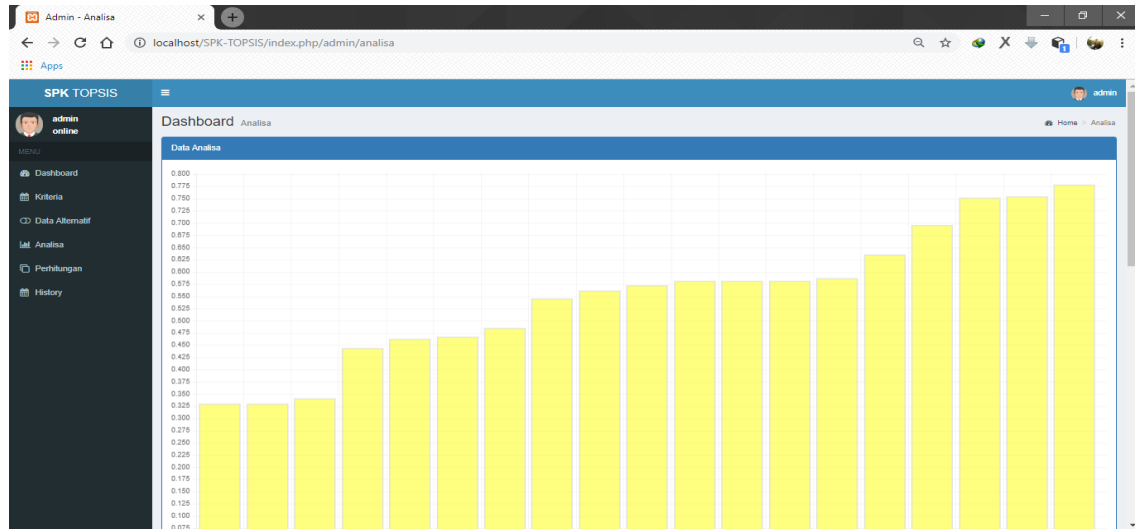 Admin - Analisa
localhost/SPK-TOPSIS/index.php/admin/analisa
Apps
SPK TOPSIS
admin
admin
online
Dashboard Analisa
Home > Analisa
MENU
Data Analisa
Dashboard
Kriteria
Data Alternatif
Analisa
Perhitungan
History
0.800
0.775
0.750
0.725
0.700
0.675
0.650
0.625
0.600
0.575
0.550
0.525
0.500
0.475
0.450
0.425
0.400
0.375
0.350
0.325
0.300
0.275
0.250
0.225
0.200
0.175
0.150
0.125
0.100
0.075